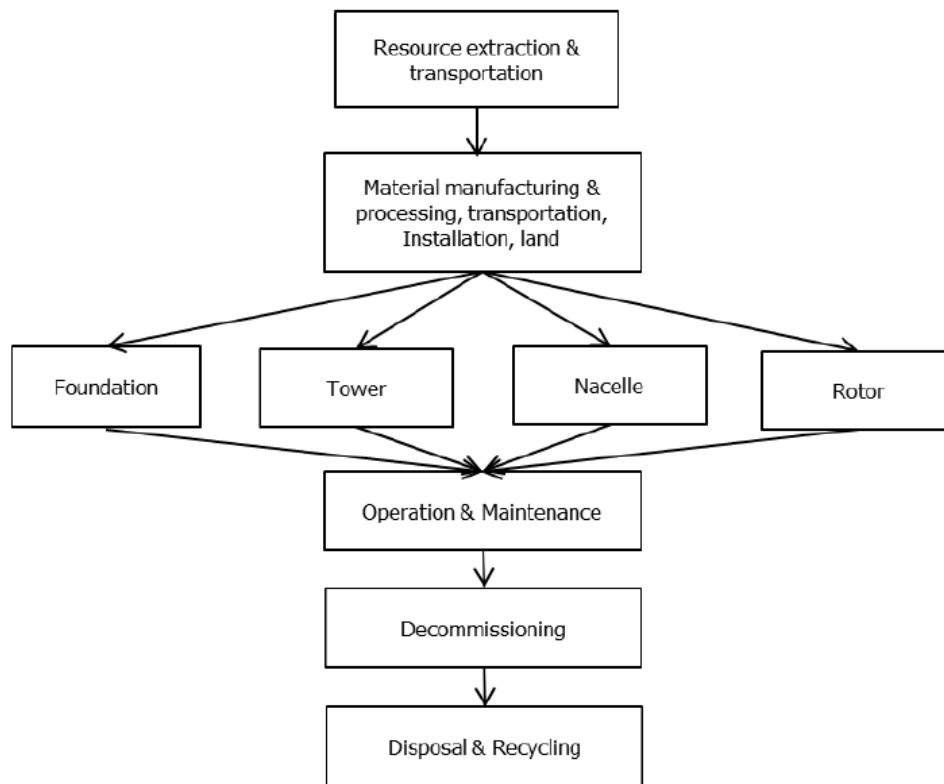 Resource extraction &
transportation
Material manufacturing &
processing, transportation,
Installation, land
Foundation
Tower
Nacelle
Rotor
Operation & Maintenance
Decommissioning
Disposal & Recycling